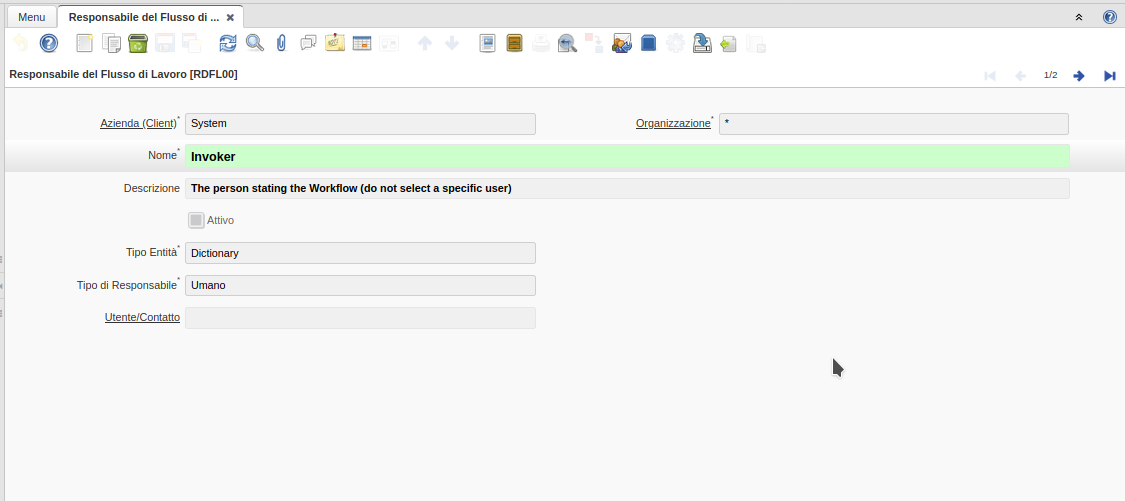 Menu
Responsabile del Flusso di ...
Responsabile del Flusso di Lavoro [RDFL00]
1/2
Azienda (Client)* System
Organizzazione* *
Nome* Invoker
Descrizione The person stating the Workflow (do not select a specific user)
Attivo
Tipo Entità* Dictionary
Tipo di Responsabile* Umano
Utente/Contatto